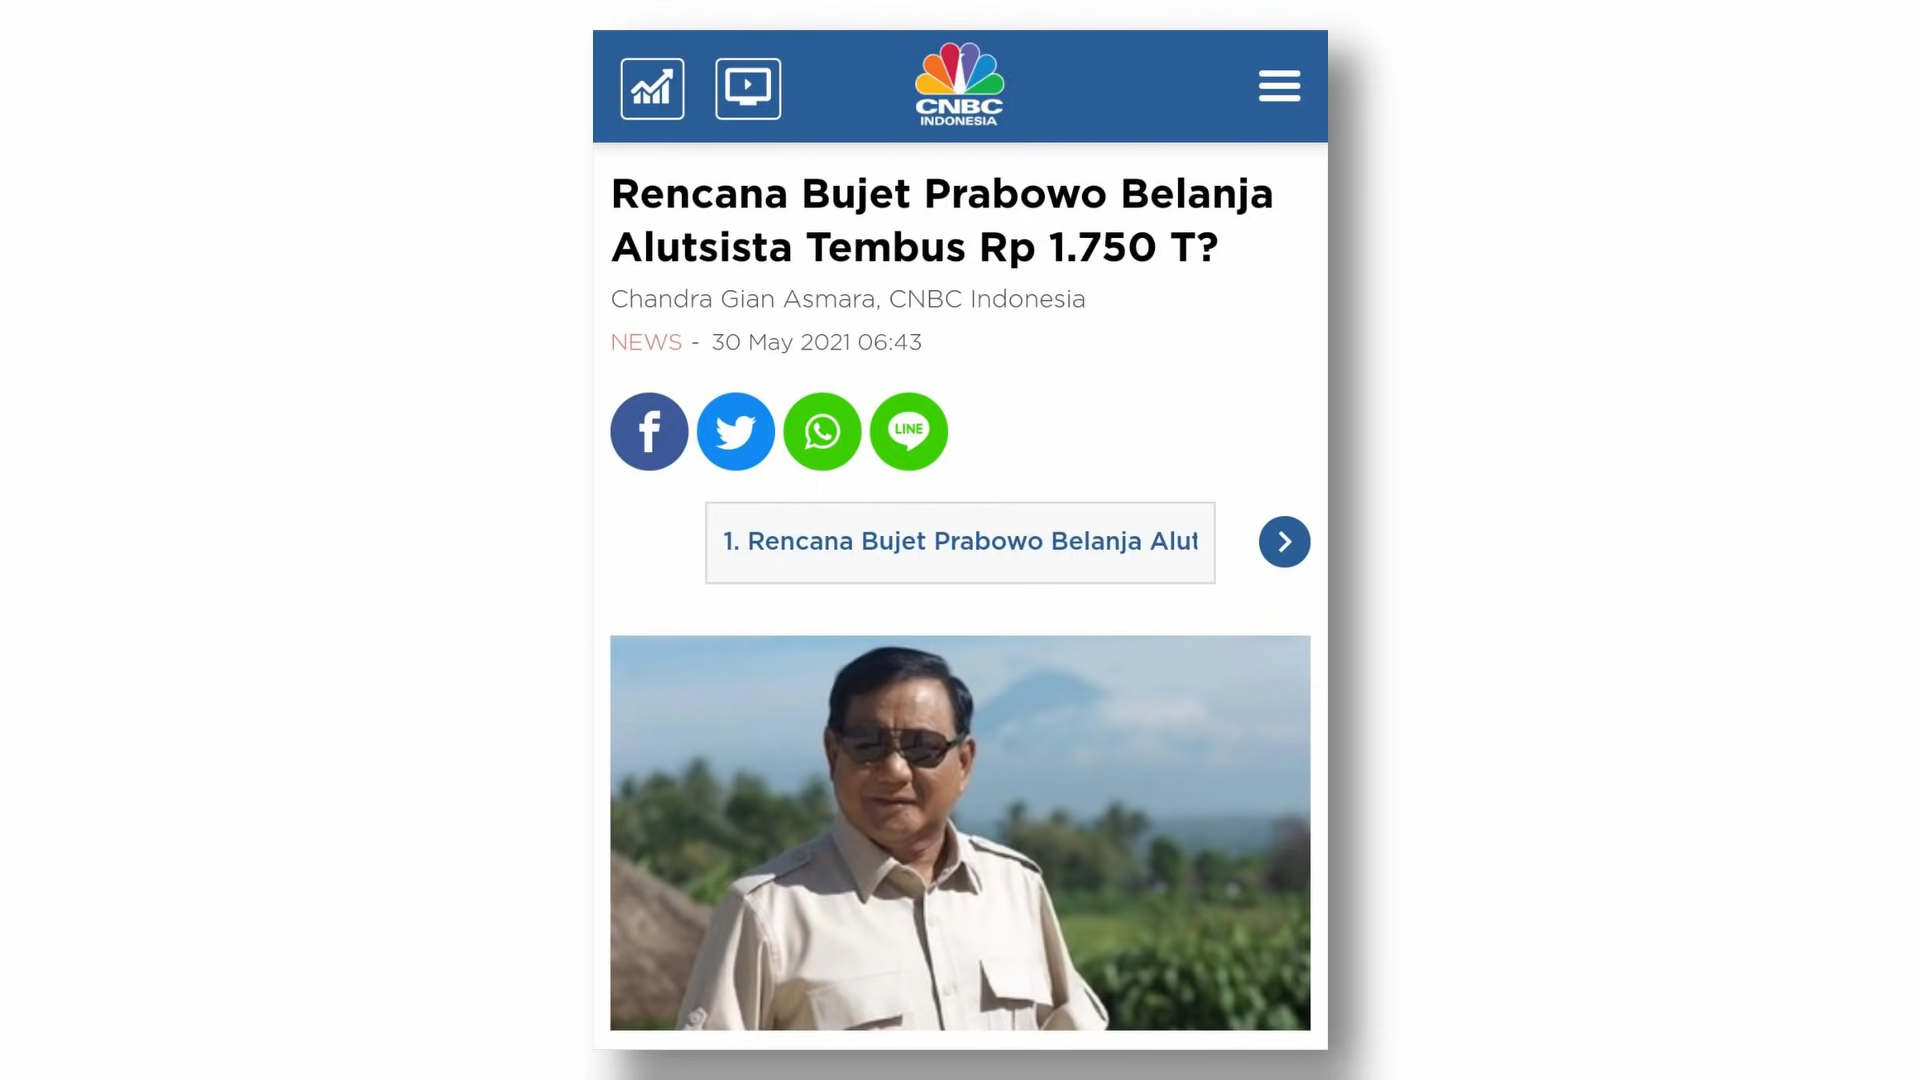 CNBC
INDONESIA
Rencana Bujet Prabowo Belanja
Alutsista Tembus Rp 1.750 T?
Chandra Gian Asmara, CNBC Indonesia
NEWS - 30 May 2021 06:43
LINE
1. Rencana Bujet Prabowo Belanja Alut